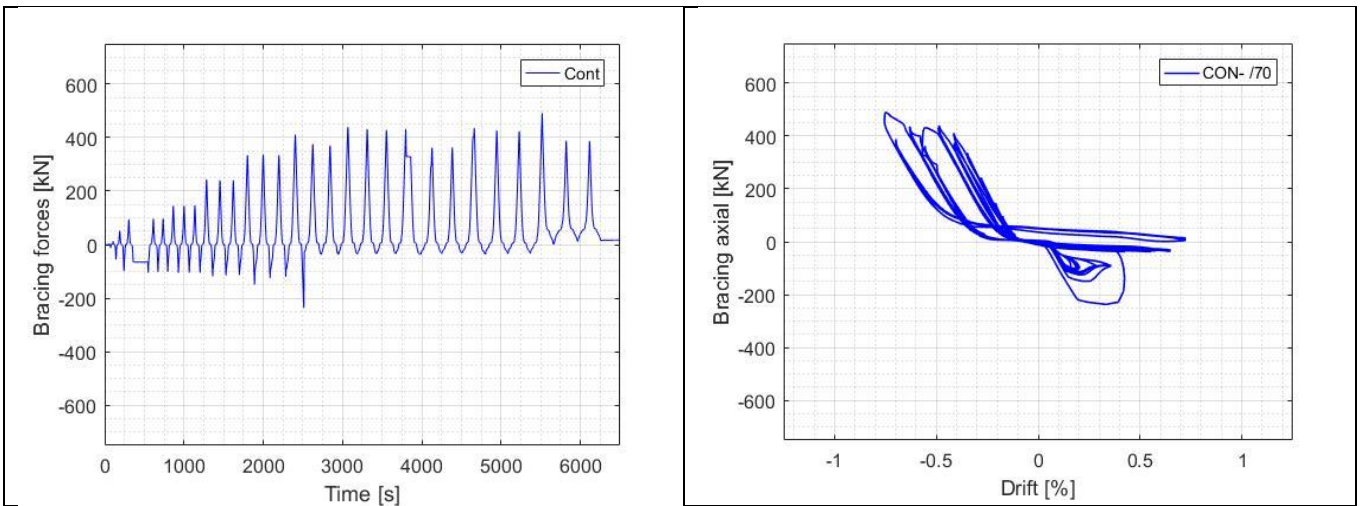 600
400
200
0
-200
-400
-600
Bracing forces [kN]
Cont
0 1000 2000 3000 4000 5000 6000
Time [s]
600
400
200
0
-200
-400
-600
Bracing axial [kN]
CON- /70
-1 -0.5 0 0.5 1
Drift [%]